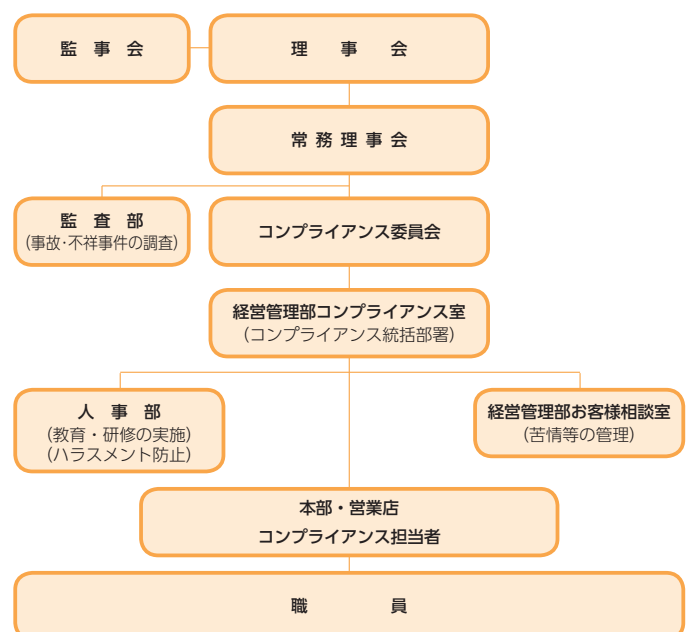 監事会
理事会
常務理事会
監査部
(事故・不祥事件の調査)
コンプライアンス委員会
経営管理部コンプライアンス室
(コンプライアンス統括部署)
人事部
(教育・研修の実施)
(ハラスメント防止)
経営管理部お客様相談室
(苦情等の管理)
本部・営業店
コンプライアンス担当者
職員